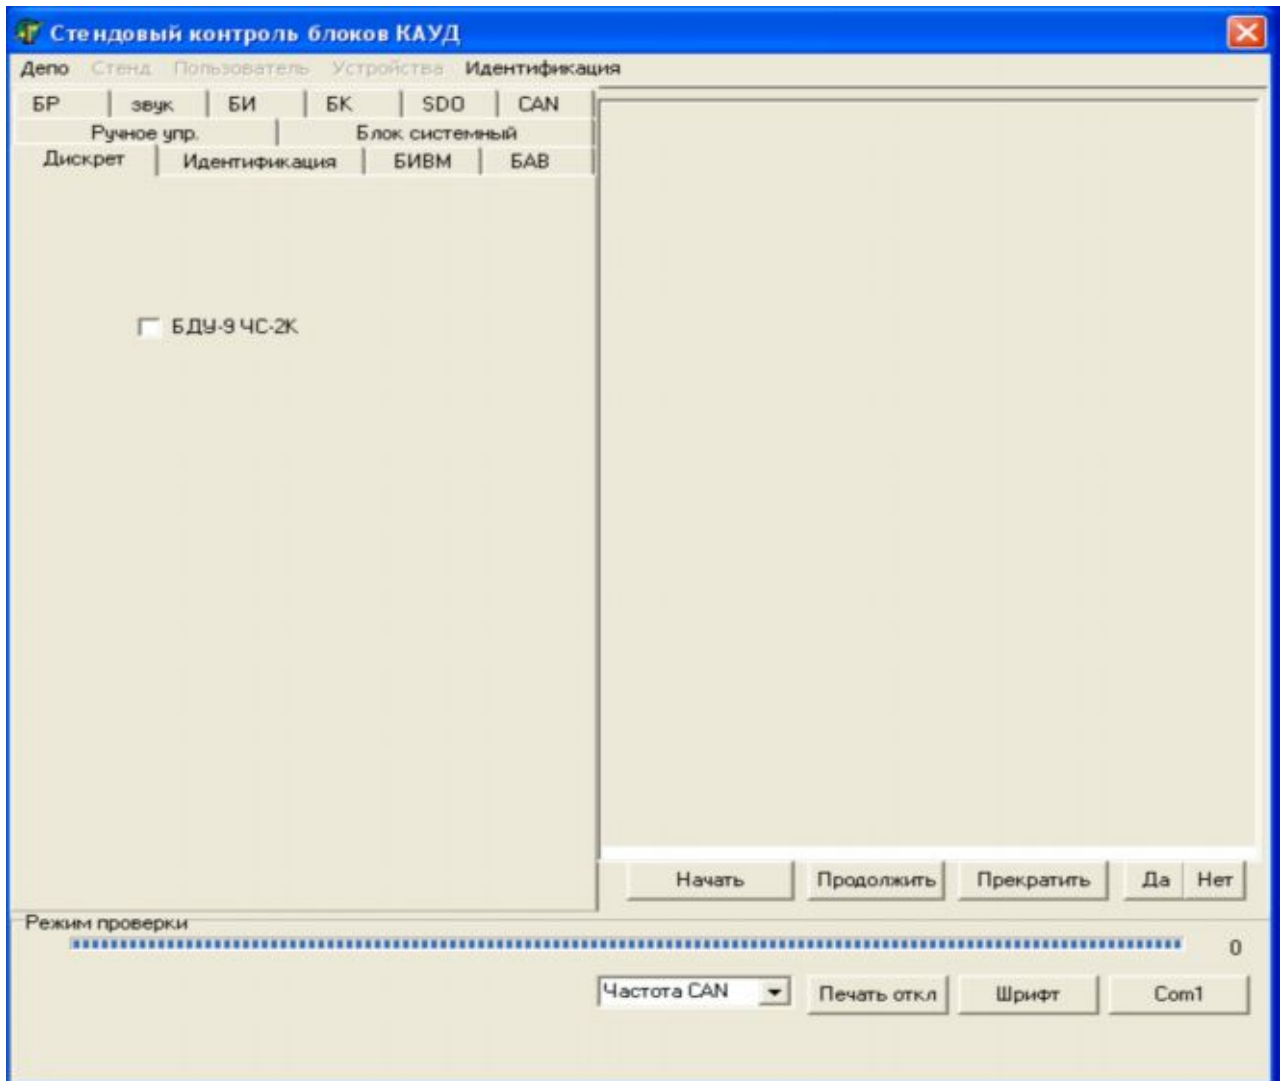 Стендовый контроль блоков КАУД
Депо Стенд Пользователь Устройства Идентификация
БР звук БИ БК SDO CAN
Ручное упр. Блок системный
Дискрет Идентификация БИВМ БАВ
БДУ-9 ЧС-2К
Начать Продолжить Прекратить Да Нет
Режим проверки
0
Частота CAN Печать откл Шрифт Com1